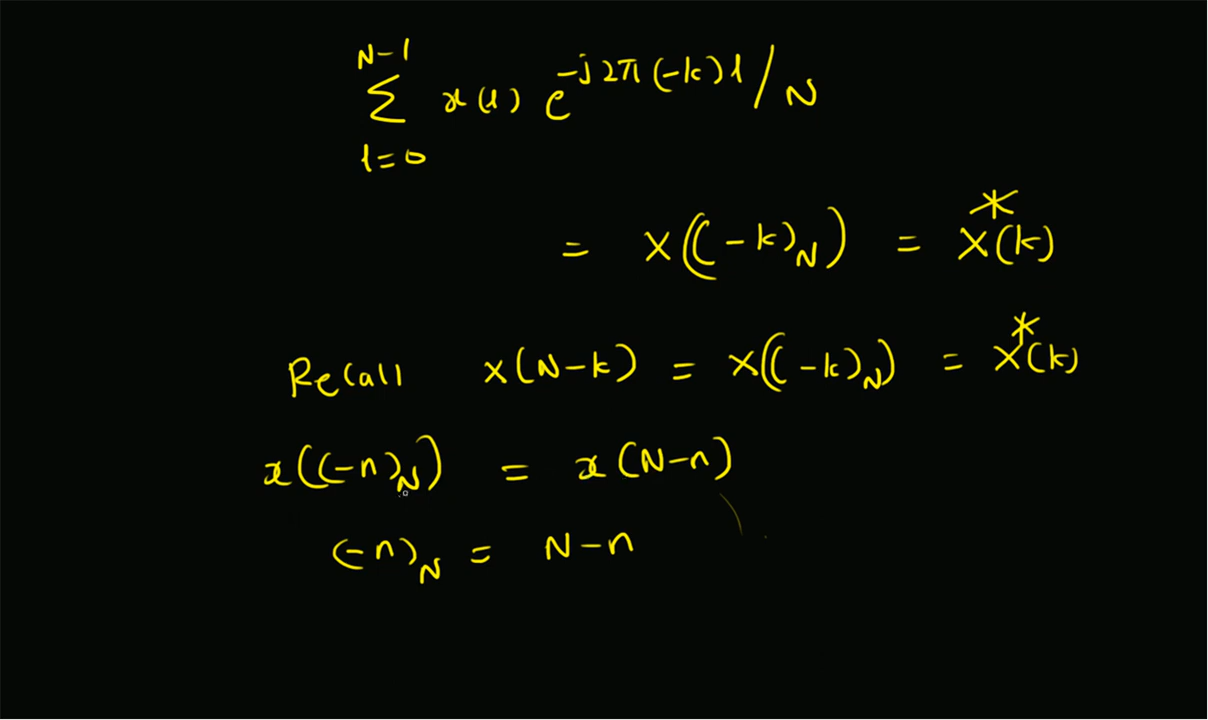 N-1
∑ x(l) e^{-j2π(-k)l/N}
l=0
= X((-k)_N) = X*(k)
Recall X(N-k) = X((-k)_N) = X*(k)
x((-n)_N) = x(N-n)
(-n)_N = N-n